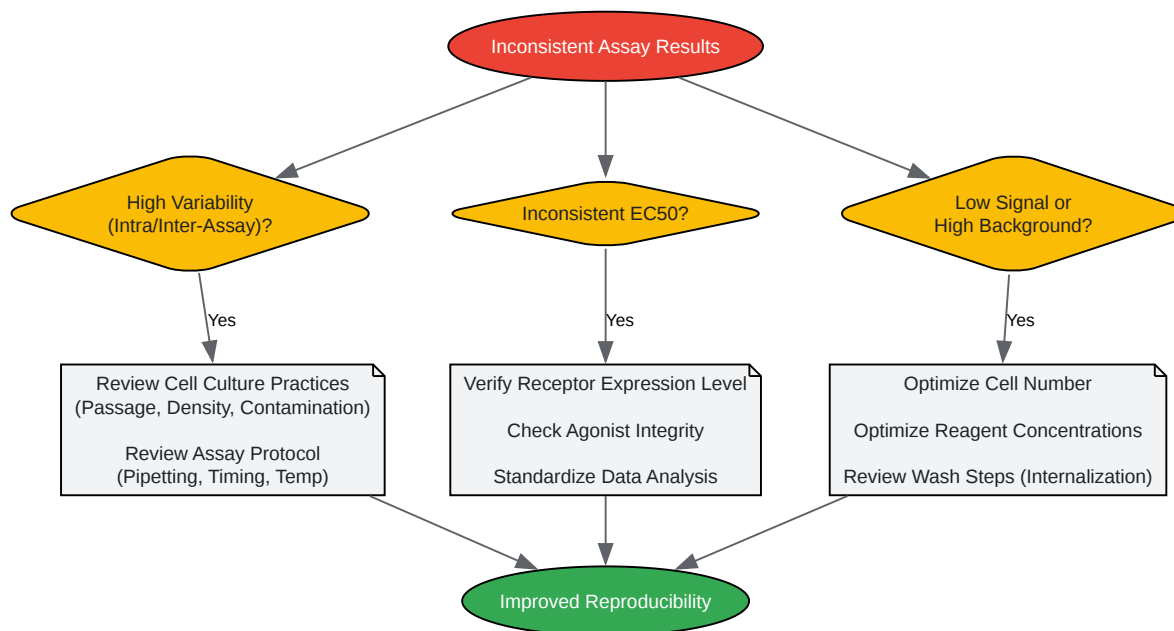 Inconsistent Assay Results
High Variability
(Intra/Inter-Assay)?
Inconsistent EC50?
Low Signal or
High Background?
Yes
Yes
Yes
Review Cell Culture Practices
(Passage, Density, Contamination)
Review Assay Protocol
(Pipetting, Timing, Temp)
Verify Receptor Expression Level
Check Agonist Integrity
Standardize Data Analysis
Optimize Cell Number
Optimize Reagent Concentrations
Review Wash Steps (Internalization)
Improved Reproducibility